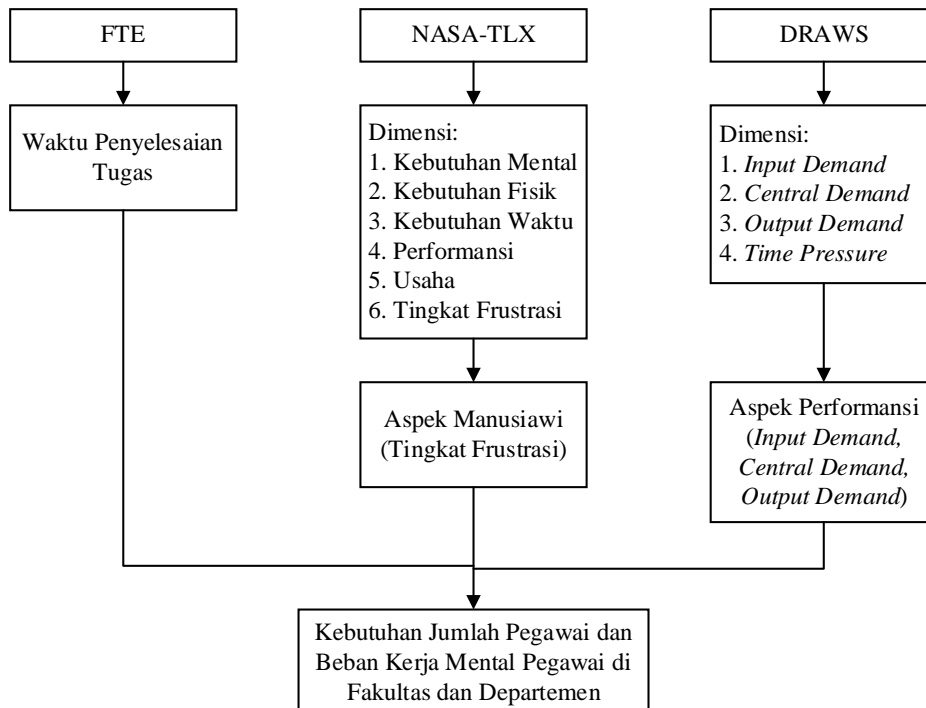 FTE
NASA-TLX
DRAWS
Waktu Penyelesaian
Tugas
Dimensi:
1. Kebutuhan Mental
2. Kebutuhan Fisik
3. Kebutuhan Waktu
4. Performansi
5. Usaha
6. Tingkat Frustrasi
Dimensi:
1. Input Demand
2. Central Demand
3. Output Demand
4. Time Pressure
Aspek Manusiawi
(Tingkat Frustrasi)
Aspek Performansi
(Input Demand,
Central Demand,
Output Demand)
Kebutuhan Jumlah Pegawai dan
Beban Kerja Mental Pegawai di
Fakultas dan Departemen